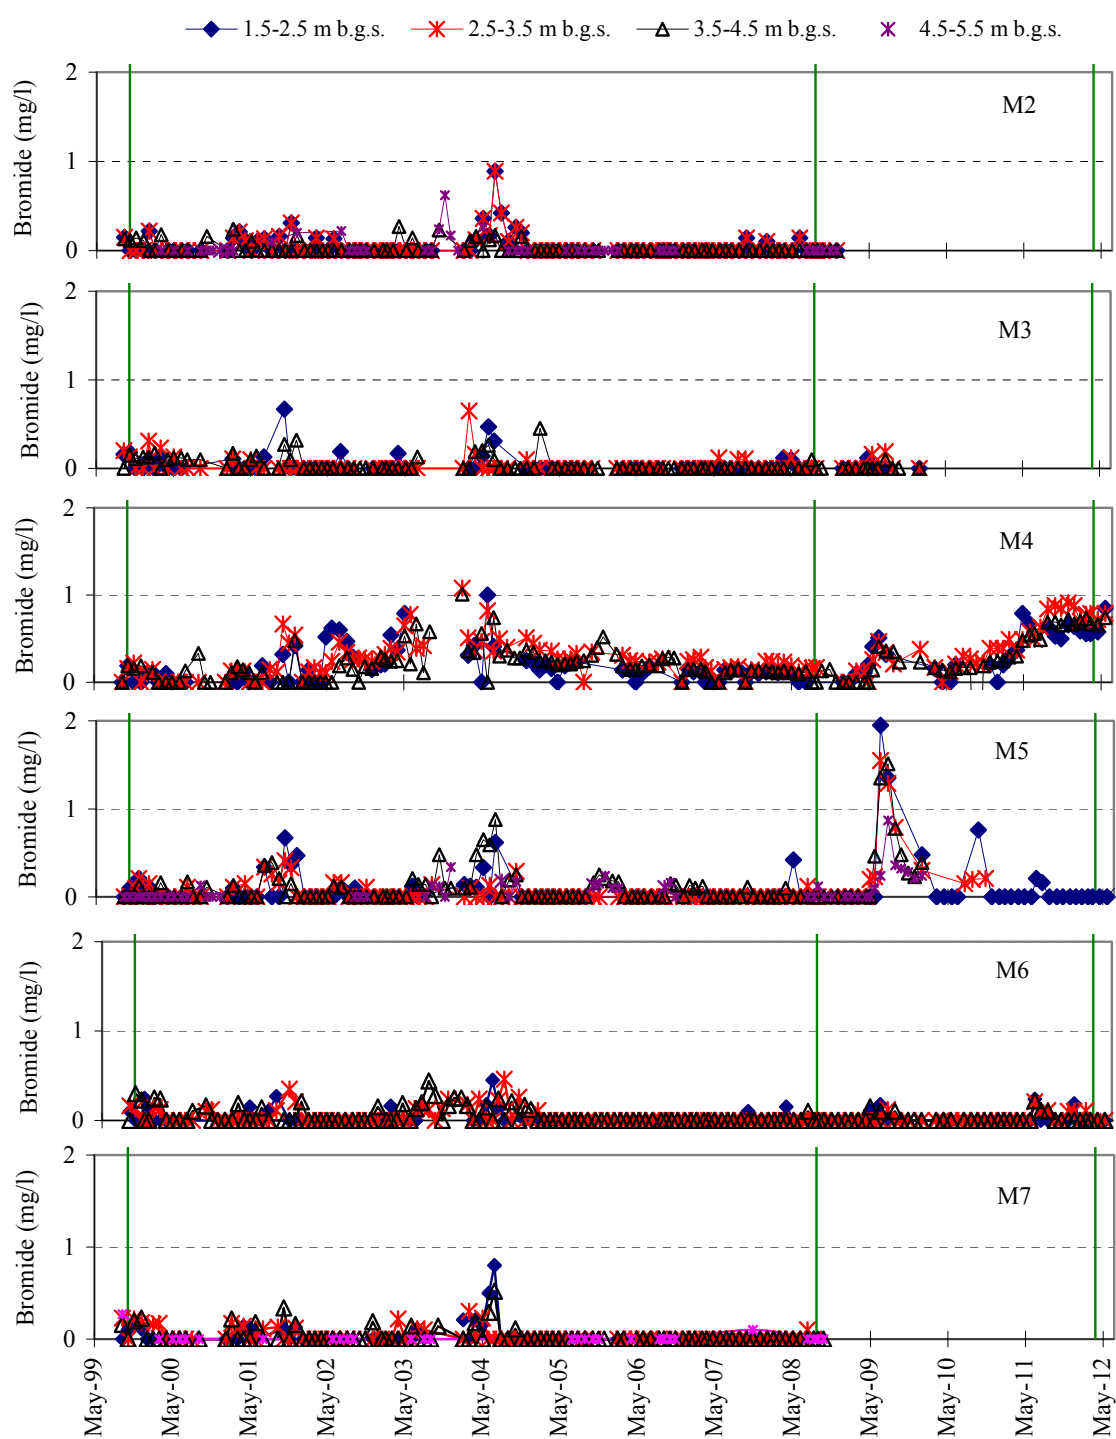 1.5-2.5 m b.g.s. 2.5-3.5 m b.g.s. 3.5-4.5 m b.g.s. 4.5-5.5 m b.g.s.
2
1
0
Bromide (mg/l)
M2
2
1
0
Bromide (mg/l)
M3
2
1
0
Bromide (mg/l)
M4
2
1
0
Bromide (mg/l)
M5
2
1
0
Bromide (mg/l)
M6
2
1
0
Bromide (mg/l)
M7
May-99 May-00 May-01 May-02 May-03 May-04 May-05 May-06 May-07 May-08 May-09 May-10 May-11 May-12